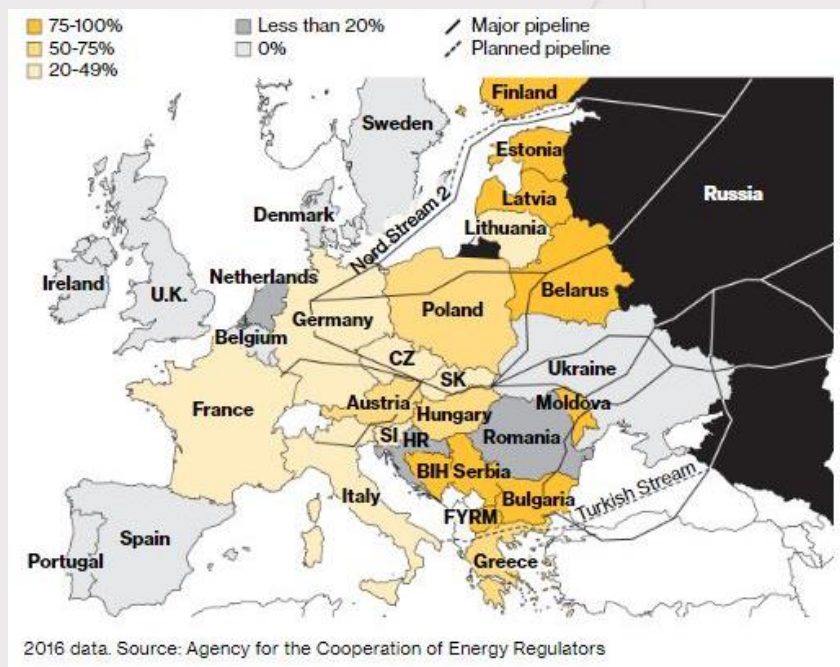 75-100%
50-75%
20-49%
Less than 20%
0%
Major pipeline
Planned pipeline
Finland
Sweden
Estonia
Russia
Latvia
Denmark
Lithuania
Nord Stream 2
Netherlands
Ireland
U.K.
Belarus
Poland
Germany
Belgium
CZ
Ukraine
SK
France
Austria
Moldova
Hungary
SI
HR
Romania
BIH
Serbia
Italy
Bulgaria
Turkish Stream
FYRM
Spain
Portugal
Greece
2016 data. Source: Agency for the Cooperation of Energy Regulators